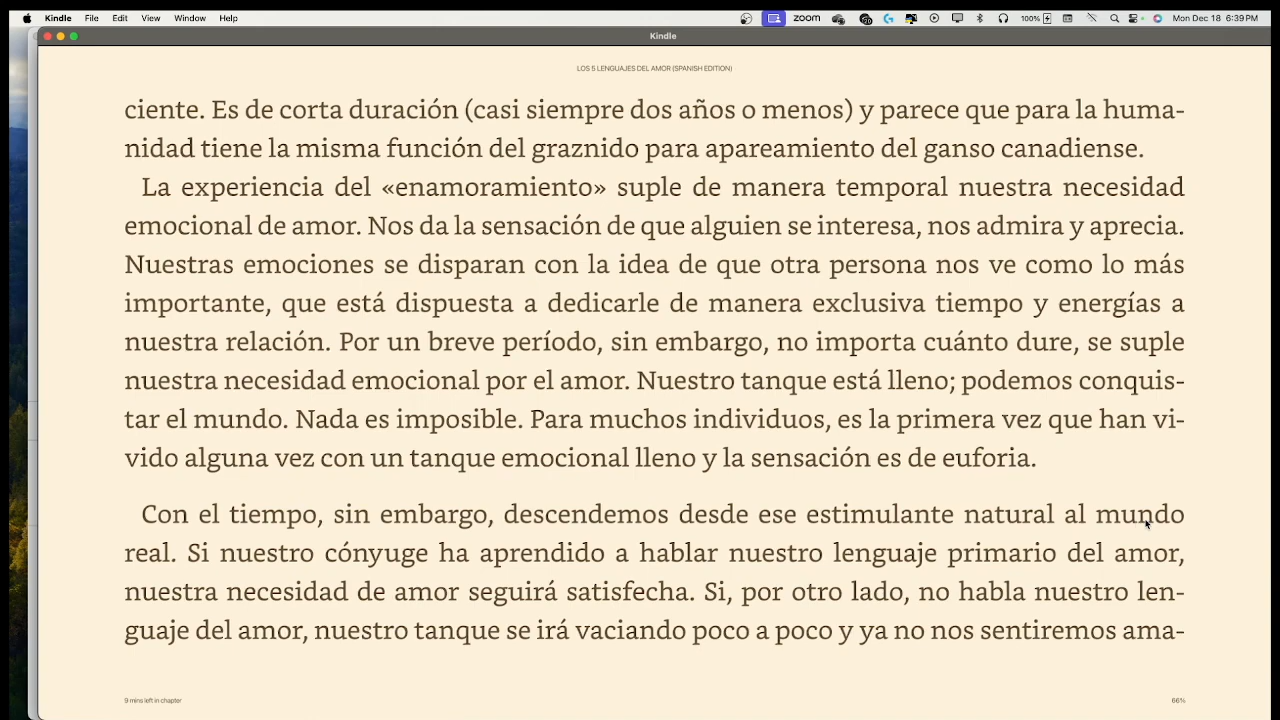 Kindle File Edit View Window Help zoom 100% Mon Dec 18 6:39 PM
Kindle
LOS 5 LENGUAJES DEL AMOR (SPANISH EDITION)
ciente. Es de corta duración (casi siempre dos años o menos) y parece que para la huma-
nidad tiene la misma función del graznido para apareamiento del ganso canadiense.
La experiencia del «enamoramiento» suple de manera temporal nuestra necesidad
emocional de amor. Nos da la sensación de que alguien se interesa, nos admira y aprecia.
Nuestras emociones se disparan con la idea de que otra persona nos ve como lo más
importante, que está dispuesta a dedicarle de manera exclusiva tiempo y energías a
nuestra relación. Por un breve período, sin embargo, no importa cuánto dure, se suple
nuestra necesidad emocional por el amor. Nuestro tanque está lleno; podemos conquis-
tar el mundo. Nada es imposible. Para muchos individuos, es la primera vez que han vi-
vido alguna vez con un tanque emocional lleno y la sensación es de euforia.
Con el tiempo, sin embargo, descendemos desde ese estimulante natural al mundo
real. Si nuestro cónyuge ha aprendido a hablar nuestro lenguaje primario del amor,
nuestra necesidad de amor seguirá satisfecha. Si, por otro lado, no habla nuestro len-
guaje del amor, nuestro tanque se irá vaciando poco a poco y ya no nos sentiremos ama-
9 mins left in chapter 66%